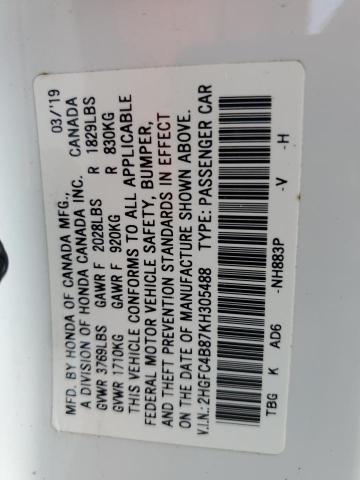 MFD. BY HONDA OF CANADA MFG., 03/'19
A DIVISION OF HONDA CANADA INC. CANADA
GVWR 3769LBS GAWR F 2028LBS R 1829LBS
GVWR 1710KG GAWR F 920KG R 830KG
THIS VEHICLE CONFORMS TO ALL APPLICABLE
FEDERAL MOTOR VEHICLE SAFETY, BUMPER,
AND THEFT PREVENTION STANDARDS IN EFFECT
ON THE DATE OF MANUFACTURE SHOWN ABOVE.
V.I.N.: 2HGFC4B87KH305488 TYPE: PASSENGER CAR
TBG K AD6 -NH883P -V -H